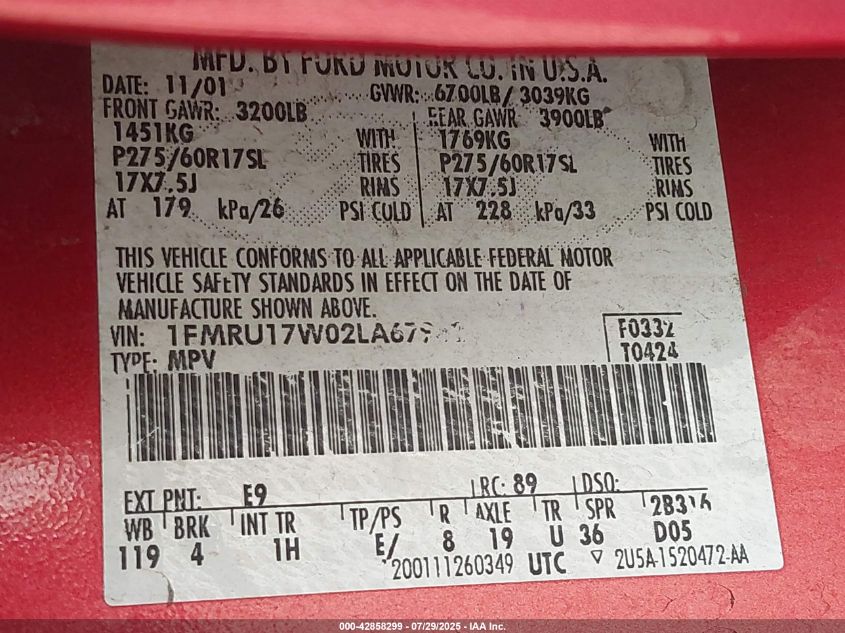 MFD. BY FORD MOTOR CO. IN U.S.A.
DATE: 11/01 GVWR: 6700LB/ 3039KG
FRONT GAWR: 3200LB REAR GAWR 3900LB
1451KG WITH 1769KG WITH
P275/60R17SL TIRES P275/60R17SL TIRES
17X7.5J RIMS 17X7.5J RIMS
AT 179 kPa/26 PSI COLD AT 228 kPa/33 PSI COLD
THIS VEHICLE CONFORMS TO ALL APPLICABLE FEDERAL MOTOR
VEHICLE SAFETY STANDARDS IN EFFECT ON THE DATE OF
MANUFACTURE SHOWN ABOVE.
VIN: F0332
TYPE: MPV T0424
EXT PNT: E9 RC: 89 DSO:
WB BRK INT TR TP/PS R AXLE TR SPR
119 4 1H E/ 8 19 U 36 D05
200111260349 UTC 2U5A-1520472-AA
000-42858299 - 07/29/2025 - IAA Inc.